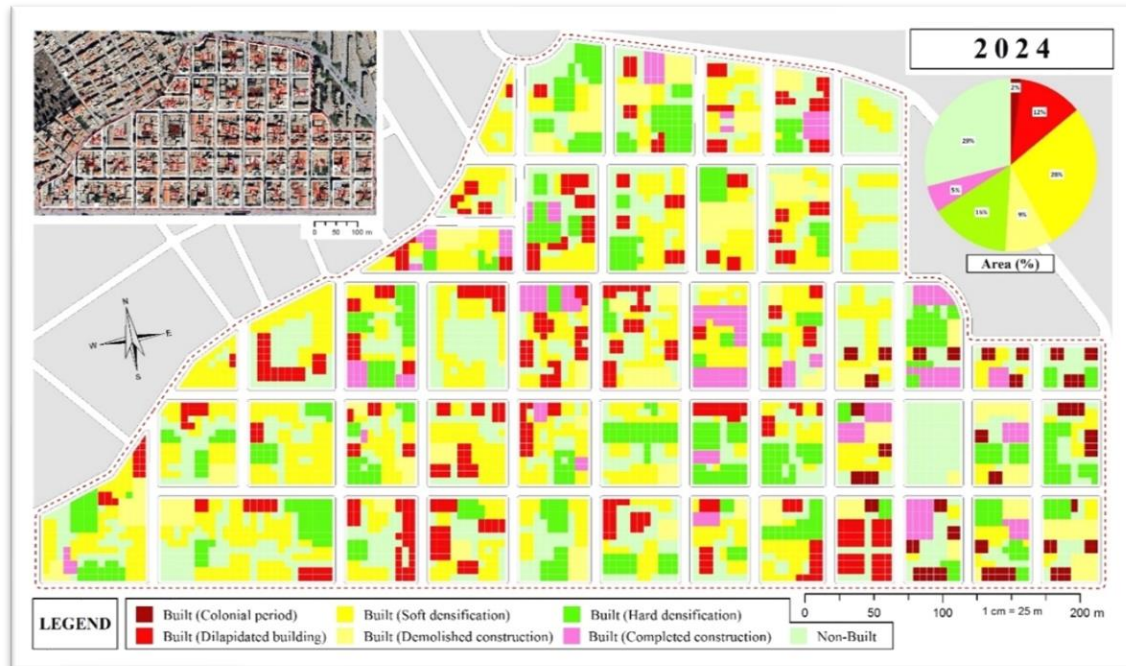 2024
2%
12%
28%
9%
16%
5%
28%
Area (%)
0 50 100 m
N
W E
S
0 50 100 1 cm = 25 m 200 m
LEGEND
Built (Colonial period)
Built (Soft densification)
Built (Hard densification)
Built (Dilapidated building)
Built (Demolished construction)
Built (Completed construction)
Non-Built